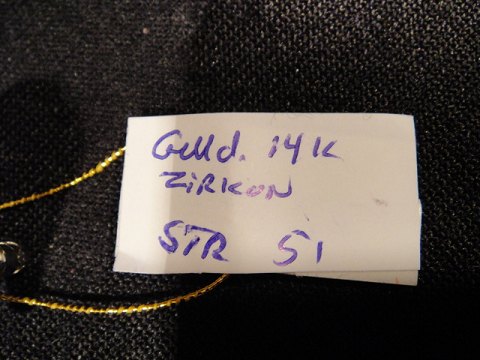 Guld. 14K
ZIRKON
STR 51